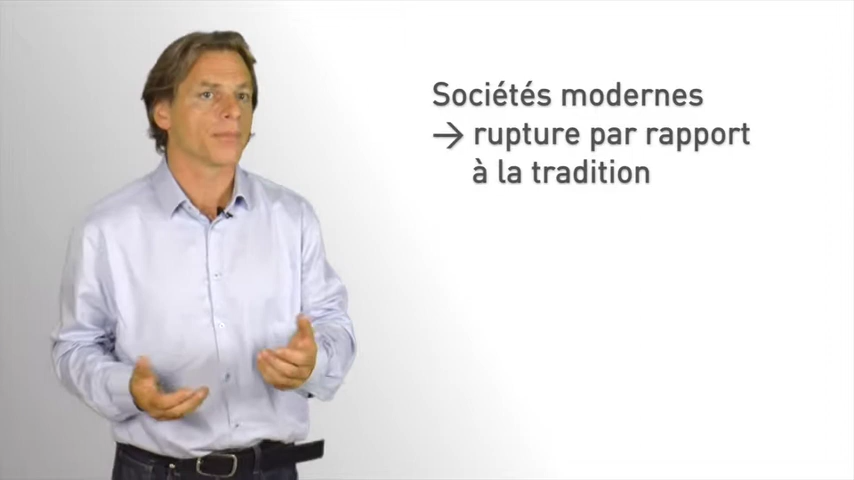 Sociétés modernes
→ rupture par rapport
à la tradition